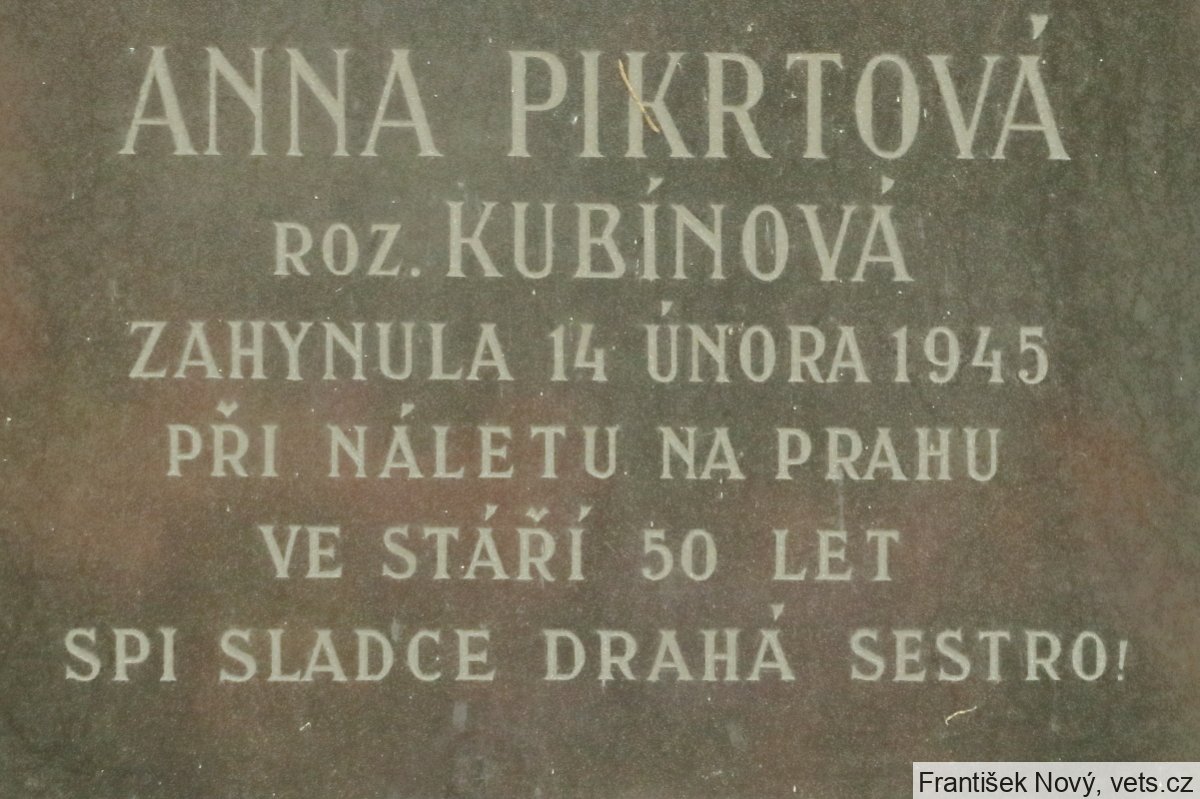 ANNA PIKRTOVÁ
ROZ. KUBÍNOVÁ
ZAHYNULA 14 ÚNORA 1945
PŘI NÁLETU NA PRAHU
VE STÁŘÍ 50 LET
SPI SLADCE DRAHÁ SESTRO!
František Nový, vets.cz